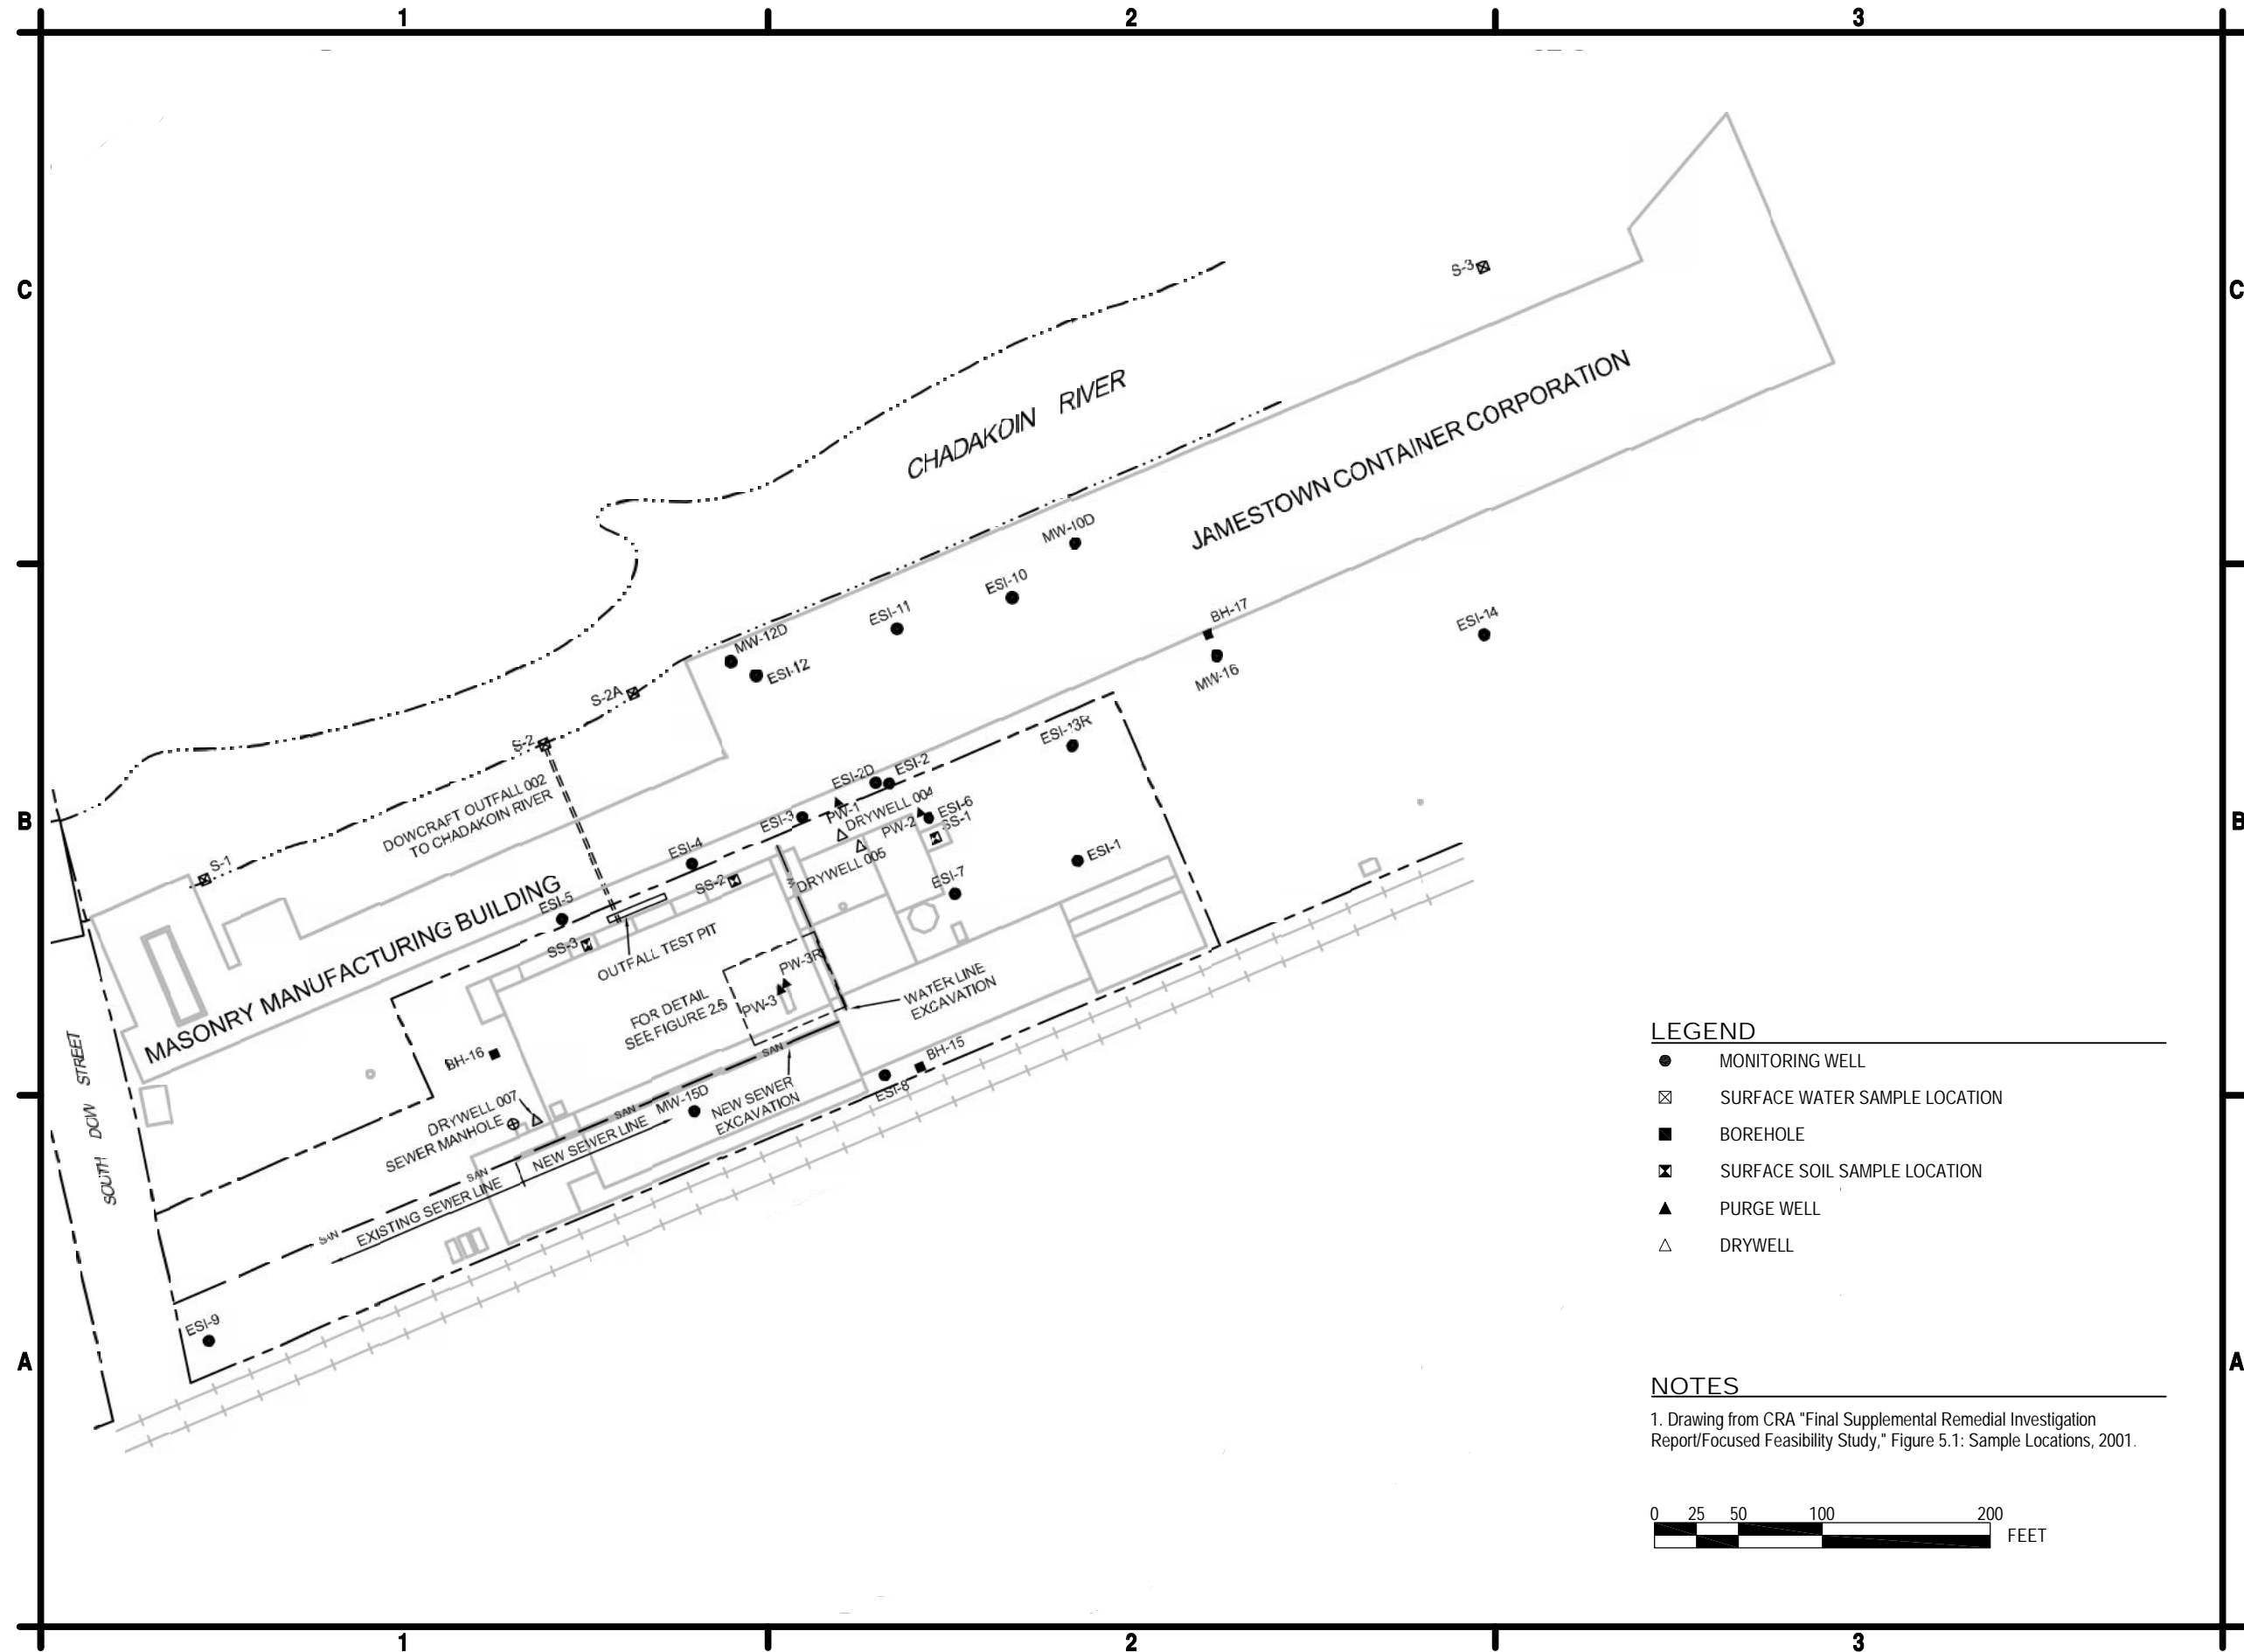 1
2
3
C
C
S-3
CHADAKOIN RIVER
JAMESTOWN CONTAINER CORPORATION
MW-10D
ESI-10
ESI-11
BH-17
ESI-14
MW-12D
ESI-12
MW-16
S-2A
S-2
ESI-13R
ESI-2D
ESI-2
PW-1
DRYWELL 004
ESI-6
PW-2
SS-1
ESI-3
B
B
DOWCRAFT OUTFALL 002
TO CHADAKOIN RIVER
DRYWELL 005
ESI-4
ESI-1
S-1
ESI-7
SS-2
MASONRY MANUFACTURING BUILDING
ESI-5
SS-3
OUTFALL TEST PIT
PW-3R
PW-3
FOR DETAIL
SEE FIGURE 2.5
WATER LINE
EXCAVATION
BH-16
SAN
BH-15
ESI-8
SOUTH DOW STREET
MW-15D
NEW SEWER
EXCAVATION
SAN
DRYWELL 007
SEWER MANHOLE
NEW SEWER LINE
SAN
EXISTING SEWER LINE
SAN
ESI-9
A
A
LEGEND
MONITORING WELL
SURFACE WATER SAMPLE LOCATION
BOREHOLE
SURFACE SOIL SAMPLE LOCATION
PURGE WELL
DRYWELL
NOTES
1. Drawing from CRA "Final Supplemental Remedial Investigation
Report/Focused Feasibility Study," Figure 5.1: Sample Locations, 2001.
0 25 50 100 200
FEET
1
2
3